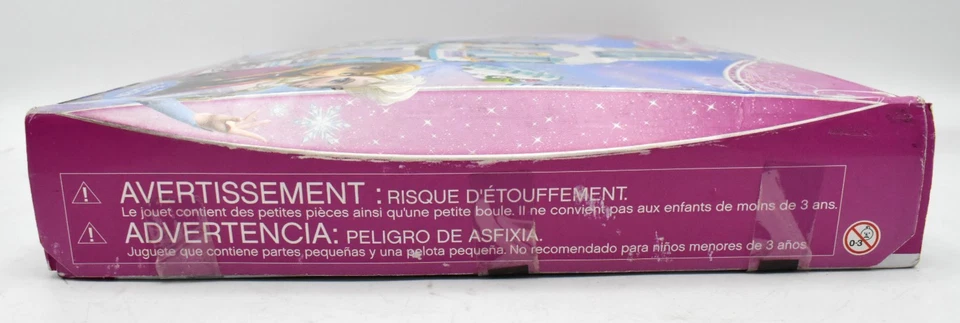 AVERTISSEMENT : RISQUE D'ÉTOUFFEMENT.
Le jouet contient des petites pièces ainsi qu'une petite boule. Il ne convient pas aux enfants de moins de 3 ans.
ADVERTENCIA: PELIGRO DE ASFIXIA.
Juguete que contiene partes pequeñas y una pelota pequeña. No recomendado para niños menores de 3 años.
0-3